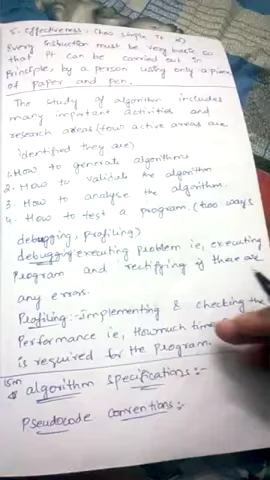 5. Effectiveness:-
Every instruction must be very basic so
that it can be carried out in
Principle, by a person using only a piece
of paper and pen.
The study of algorithm includes
many important activities and
research areas (few active areas are
identified they are)
1. How to generate algorithms
2. How to validate the algorithm
3. How to analyse the algorithm.
4. How to test a program. (two ways
debugging, profiling)
debugging:- executing problem ie, executing
Program and rectifying if there are
any errors.
Profiling:- implementing & checking the
Performance ie, How much time
is required for the program.
15m
algorithm specifications:-
Pseudocode conventions:-